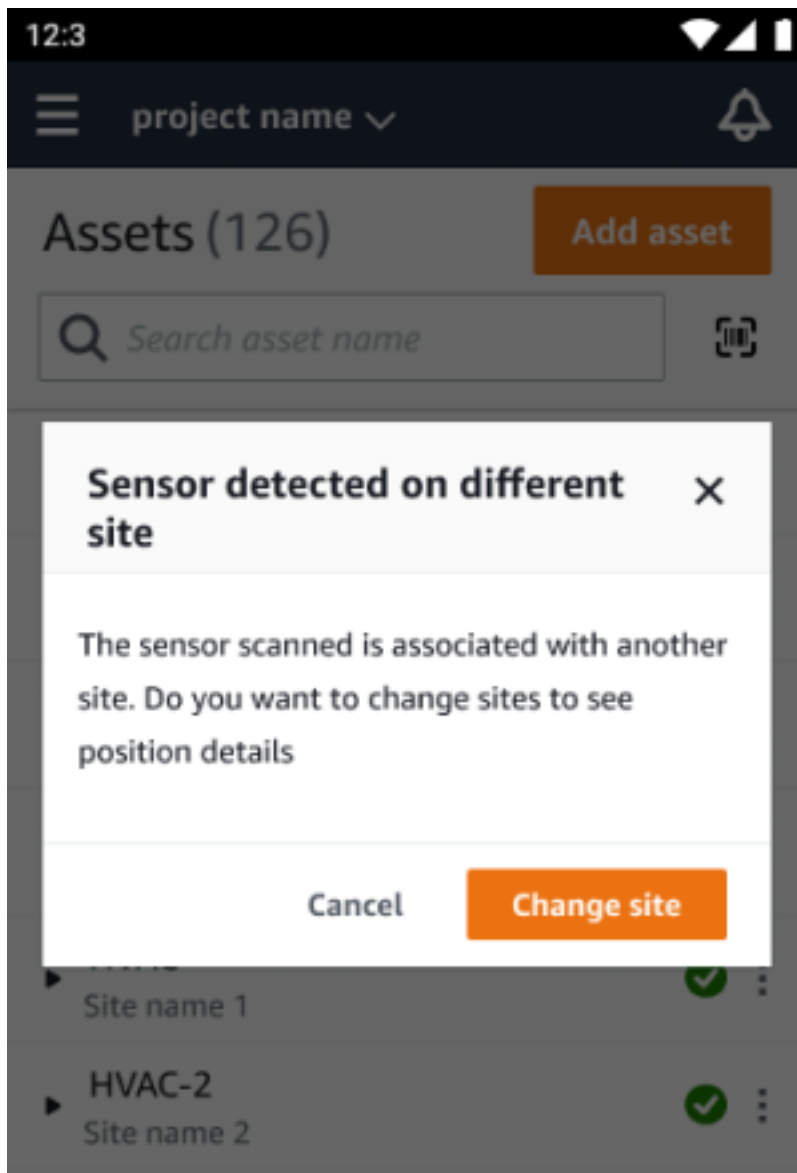 12:3
project name
Assets (126)
Add asset
Search asset name
Sensor detected on different
site
The sensor scanned is associated with another
site. Do you want to change sites to see
position details
Cancel
Change site
Site name 1
HVAC-2
Site name 2